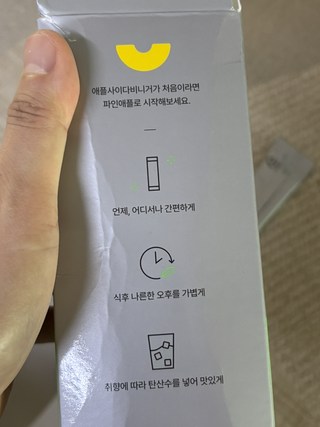 애플사이다비니거가 처음이라면
파인애플로 시작해보세요.
언제, 어디서나 간편하게
식후 나른한 오후를 가볍게
취향에 따라 탄산수를 넣어 맛있게